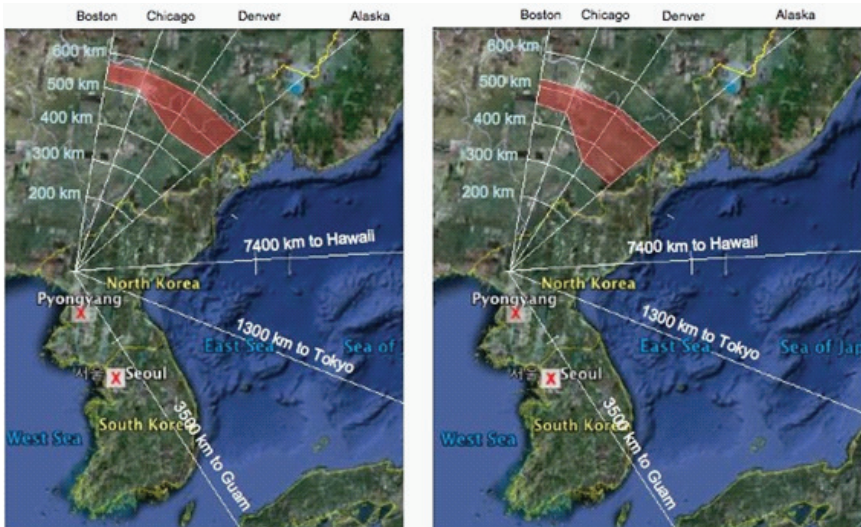 Boston Chicago Denver Alaska
600 km
500 km
400 km
300 km
200 km
7400 km to Hawaii
North Korea
Pyongyang
X
1300 km to Tokyo
East Sea
Sea of J
서울 X Seoul
3500 km to Guam
South Korea
West Sea
Boston Chicago Denver Alaska
600 km
500 km
400 km
300 km
200 km
7400 km to Hawaii
North Korea
Pyongyang
X
1300 km to Tokyo
East Sea
Sea of Jap
서울 X Seoul
3500 km to Guam
South Korea
West Sea